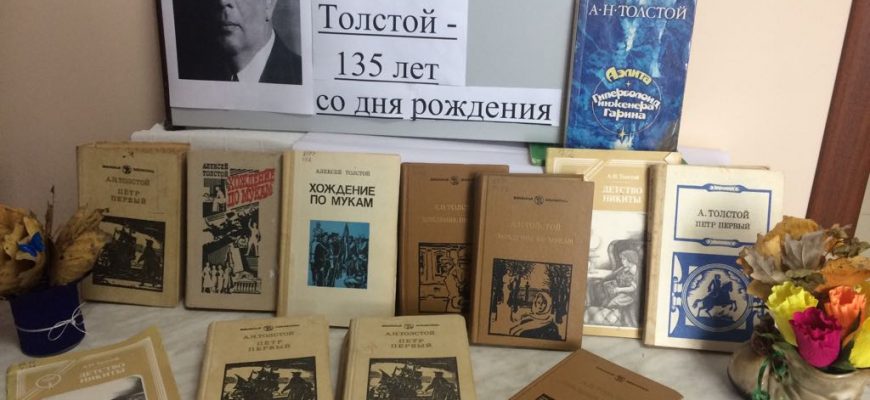 Толстой -
135 лет
со дня рождения
А·Н·ТОЛСТОЙ
Аэлита
Гиперболоид
инженера
Гарина
А.Н.ТОЛСТОЙ
ПЕТР ПЕРВЫЙ
АЛЕКСЕЙ
ТОЛСТОЙ
ХОЖДЕНИЕ
ПО МУКАМ
АЛЕКСЕЙ ТОЛСТОЙ
ХОЖДЕНИЕ
ПО МУКАМ
А.Н.ТОЛСТОЙ
А.Н.ТОЛСТОЙ
ХОЖДЕНИЕ ПО МУКАМ
А.Н.Толстой
ДЕТСТВО
НИКИТЫ
А. ТОЛСТОЙ
ПЕТР ПЕРВЫЙ
ДЕТСТВО
НИКИТЫ
А.Н.ТОЛСТОЙ
ПЕТР ПЕРВЫЙ
А.Н.ТОЛСТОЙ
ПЕТР ПЕРВЫЙ